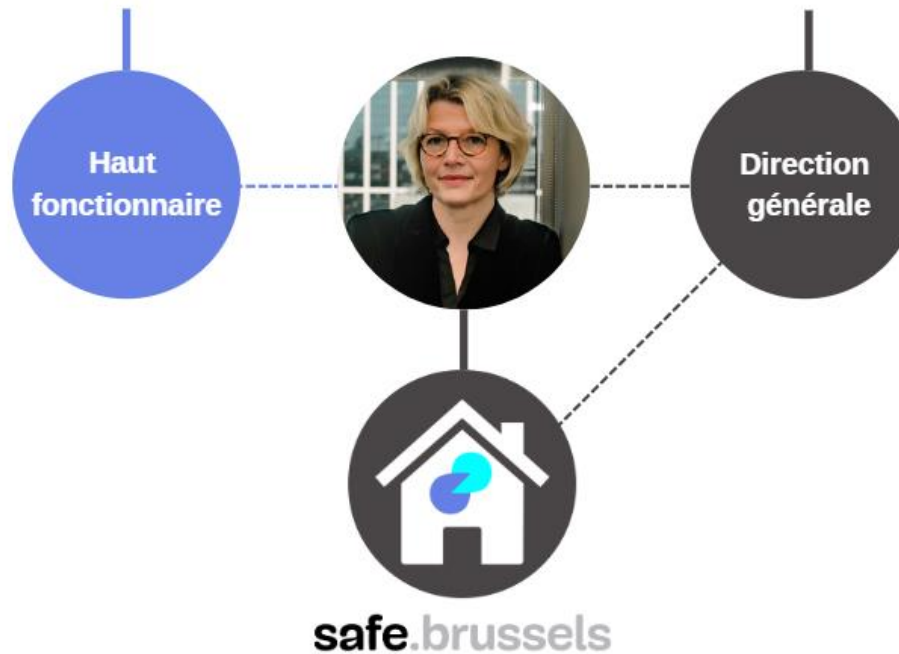 Haut
fonctionnaire
Direction
générale
safe.brussels